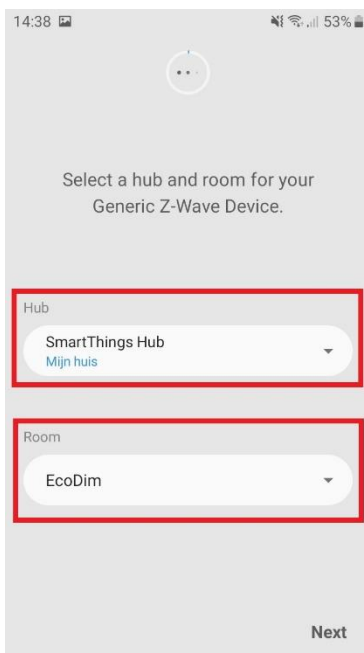 14:38 53%
Select a hub and room for your
Generic Z-Wave Device.
Hub
SmartThings Hub
Mijn huis
Room
EcoDim
Next